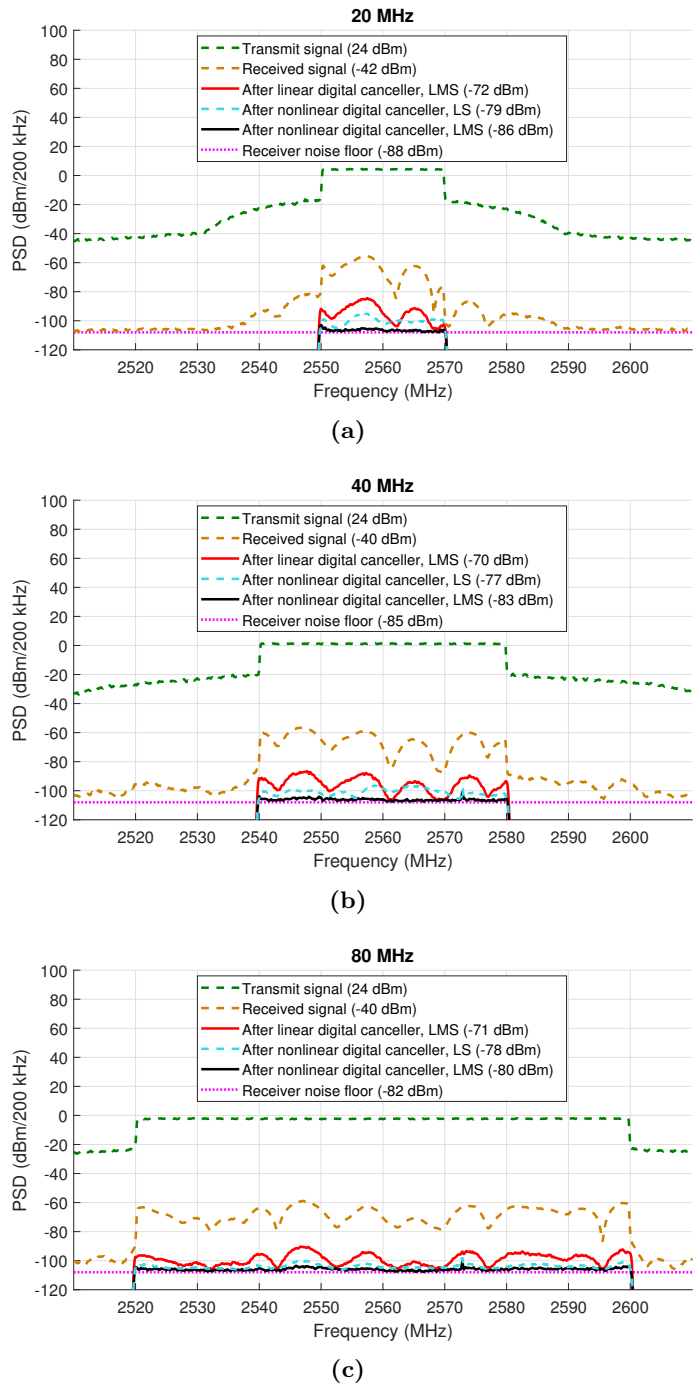 20 MHz
100
80
60
40
20
0
-20
-40
-60
-80
-100
-120
PSD (dBm/200 kHz)
Transmit signal (24 dBm)
Received signal (-42 dBm)
After linear digital canceller, LMS (-72 dBm)
After nonlinear digital canceller, LS (-79 dBm)
After nonlinear digital canceller, LMS (-86 dBm)
Receiver noise floor (-88 dBm)
2520 2530 2540 2550 2560 2570 2580 2590 2600
Frequency (MHz)
(a)
40 MHz
100
80
60
40
20
0
-20
-40
-60
-80
-100
-120
PSD (dBm/200 kHz)
Transmit signal (24 dBm)
Received signal (-40 dBm)
After linear digital canceller, LMS (-70 dBm)
After nonlinear digital canceller, LS (-77 dBm)
After nonlinear digital canceller, LMS (-83 dBm)
Receiver noise floor (-85 dBm)
2520 2530 2540 2550 2560 2570 2580 2590 2600
Frequency (MHz)
(b)
80 MHz
100
80
60
40
20
0
-20
-40
-60
-80
-100
-120
PSD (dBm/200 kHz)
Transmit signal (24 dBm)
Received signal (-40 dBm)
After linear digital canceller, LMS (-71 dBm)
After nonlinear digital canceller, LS (-78 dBm)
After nonlinear digital canceller, LMS (-80 dBm)
Receiver noise floor (-82 dBm)
2520 2530 2540 2550 2560 2570 2580 2590 2600
Frequency (MHz)
(c)